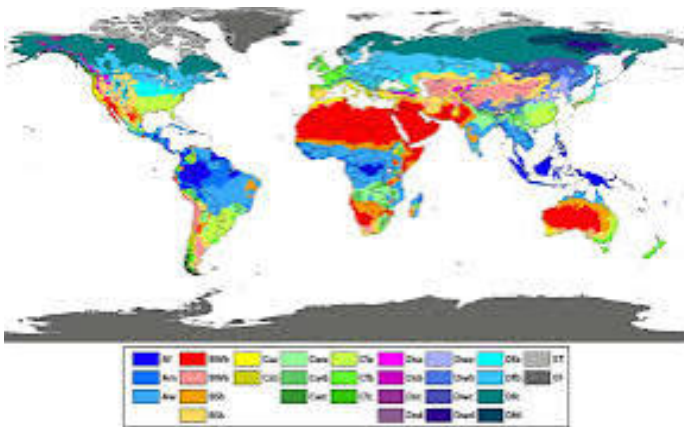 Af BWh Csa Cwa Cfa Dsa Dwa Dfa ET
Am BWk Csb Cwb Cfb Dsb Dwb Dfb EF
Aw BSh Cwc Cfc Dsc Dwc Dfc
BSk Dsd Dwd Dfd